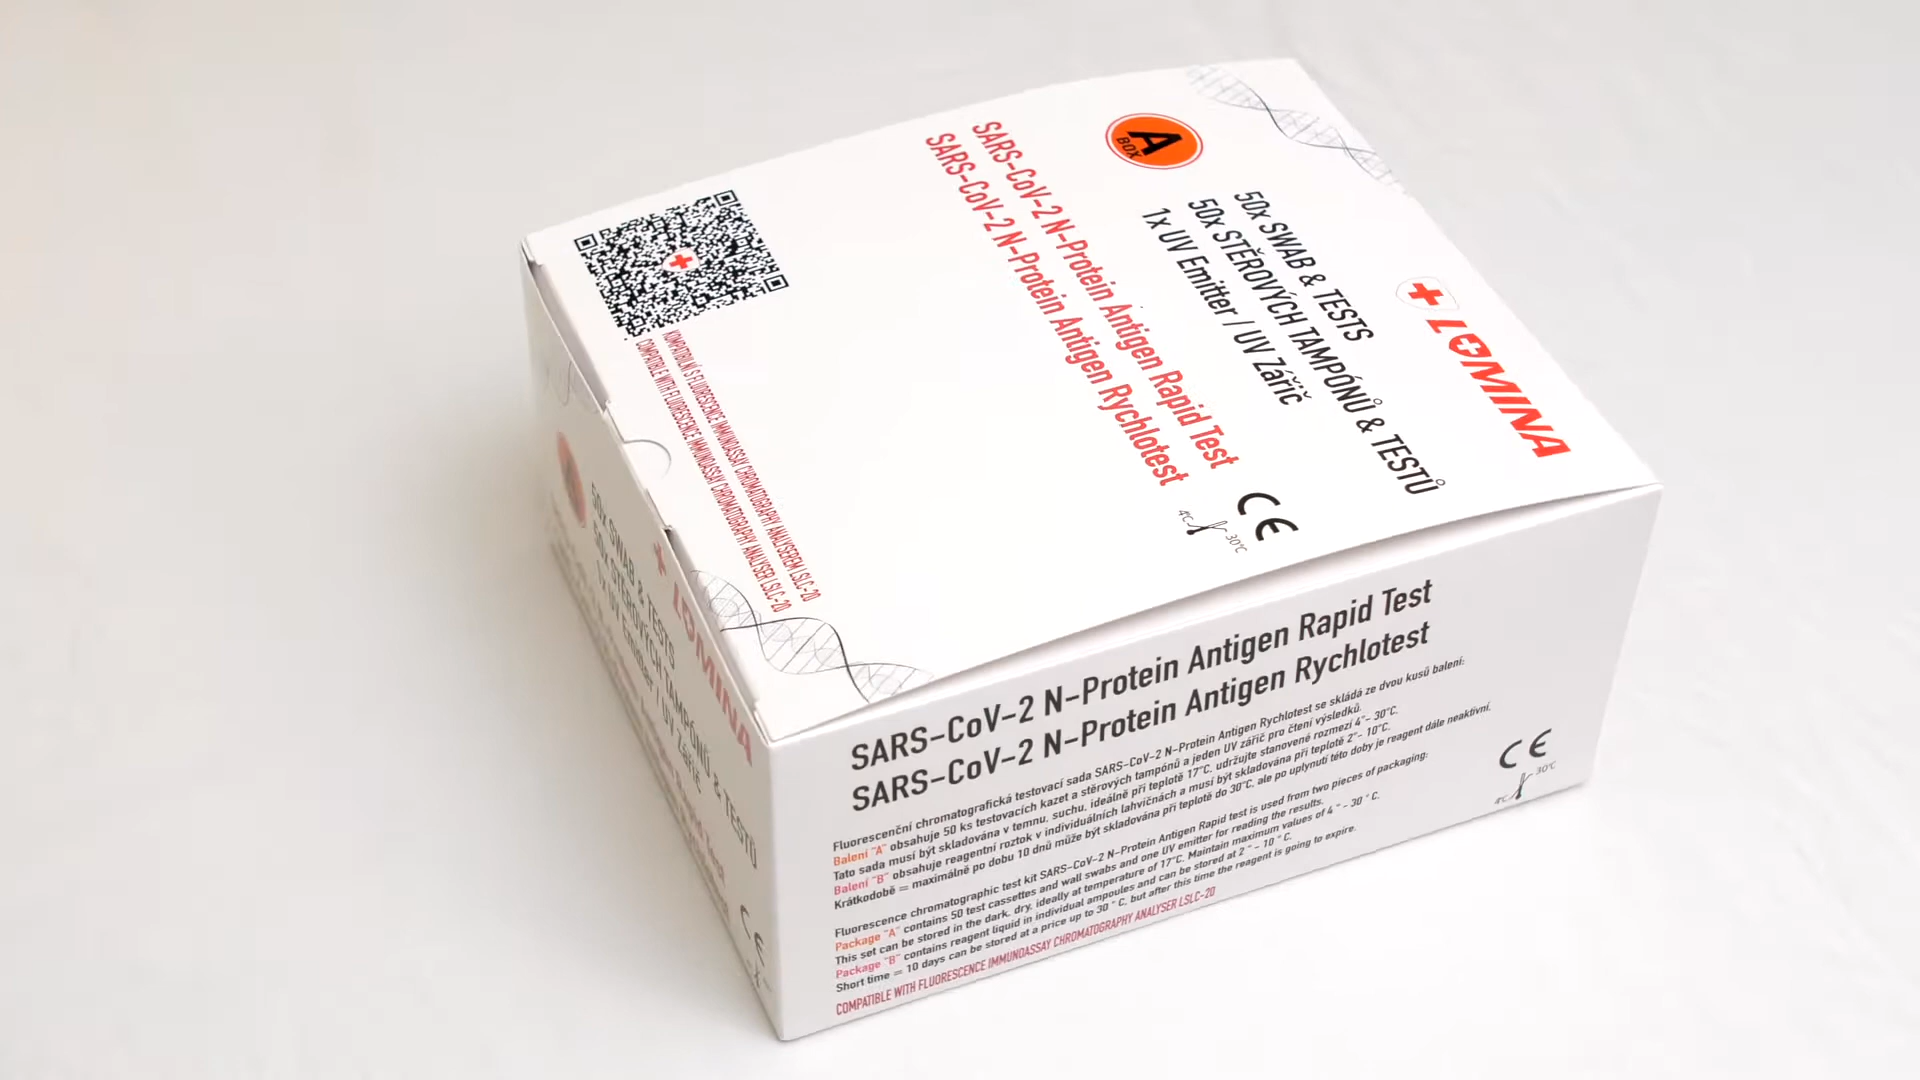 A
BOX
LOMINA
50x SWAB & TESTS
50x STĚROVÝCH TAMPÓNŮ & TESTŮ
1x UV Emitter / UV Zářič
SARS-CoV-2 N-Protein Antigen Rapid Test
SARS-CoV-2 N-Protein Antigen Rychlotest
CE
4°C
30°C
KOMPATIBILNÍ S FLUORESCENCE IMMUNOASSAY CHROMATOGRAPHY ANALYSEREM LSLC-20
COMPATIBLE WITH FLUORESCENCE IMMUNOASSAY CHROMATOGRAPHY ANALYSER LSLC-20
A
LOMINA
50x SWAB & TESTS
50x STĚROVÝCH TAMPÓNŮ & TESTŮ
1x UV Emitter / UV Zářič
Rapid Test
CE
SARS-CoV-2 N-Protein Antigen Rapid Test
SARS-CoV-2 N-Protein Antigen Rychlotest
Fluorescenční chromatografická testovací sada SARS-CoV-2 N-Protein Antigen Rychlotest se skládá ze dvou kusů balení:
Balení "A" obsahuje 50 ks testovacích kazet a stěrových tampónů a jeden UV zářič pro čtení výsledků.
Tato sada musí být skladována v temnu, suchu, ideálně při teplotě 17°C, udržujte stanovené rozmezí 4°- 30°C.
Balení "B" obsahuje reagentní roztok v individuálních lahvičnách a musí být skladována při teplotě 2°- 10°C.
Krátkodobě = maximálně po dobu 10 dnů může být skladována při teplotě do 30°C, ale po uplynutí této doby je reagent dále neaktivní.
Fluorescence chromatographic test kit SARS-CoV-2 N-Protein Antigen Rapid test is used from two pieces of packaging:
Package "A" contains 50 test cassettes and wall swabs and one UV emitter for reading the results.
This set can be stored in the dark, dry, ideally at temperature of 17°C. Maintain maximum values of 4 ° - 30 ° C.
Package "B" contains reagent liquid in individual ampoules and can be stored at 2 ° - 10 ° C.
Short time = 10 days can be stored at a price up to 30 ° C, but after this time the reagent is going to expire.
COMPATIBLE WITH FLUORESCENCE IMMUNOASSAY CHROMATOGRAPHY ANALYSER LSLC-20
CE
4°C
30°C